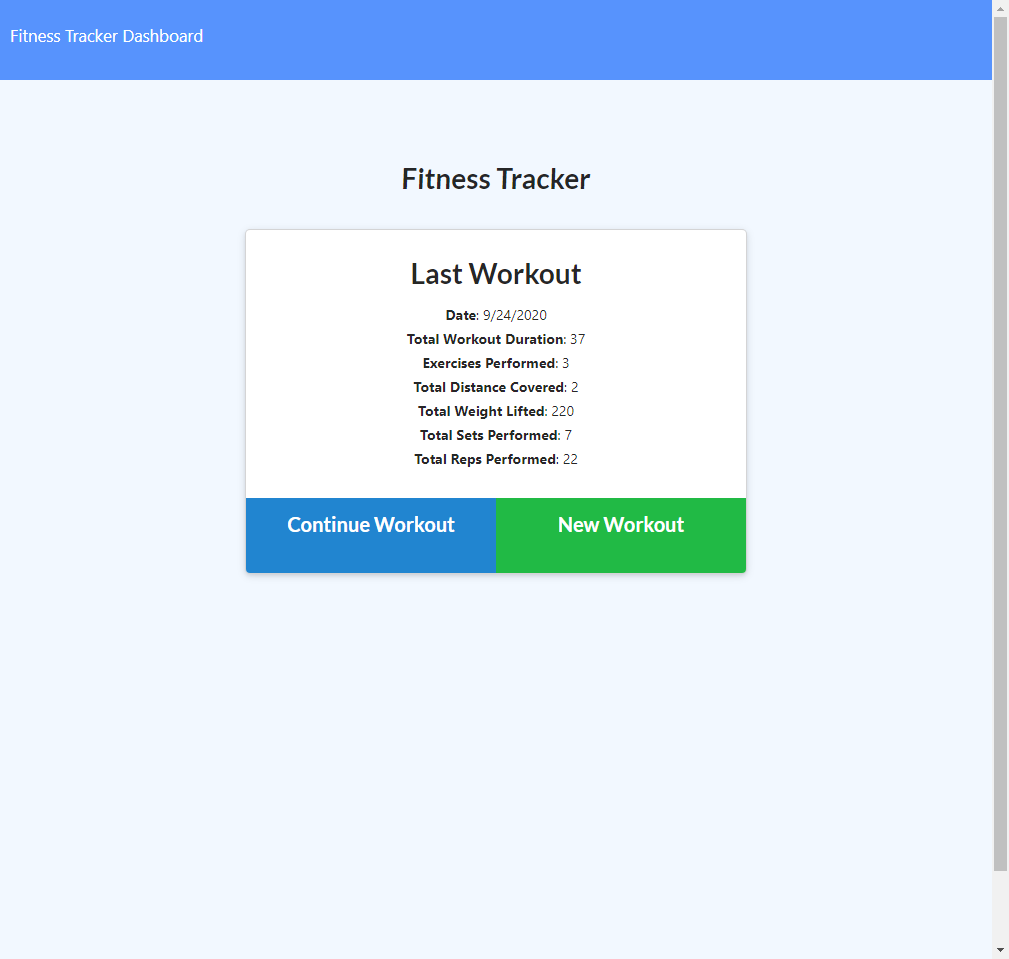 Fitness Tracker Dashboard
Fitness Tracker
Last Workout
Date: 9/24/2020
Total Workout Duration: 37
Exercises Performed: 3
Total Distance Covered: 2
Total Weight Lifted: 220
Total Sets Performed: 7
Total Reps Performed: 22
Continue Workout New Workout